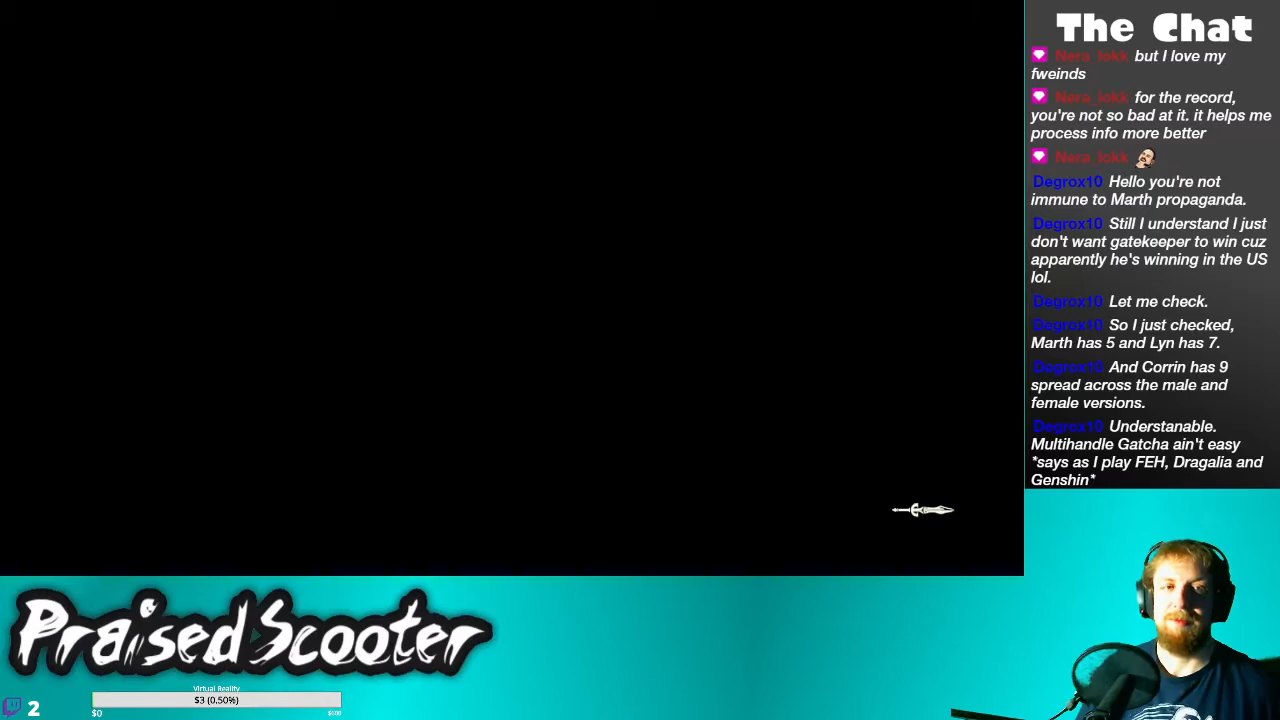 The Chat
Nera_lokk but I love my
fweinds
Nera_lokk for the record,
you're not so bad at it. it helps me
process info more better
Nera_lokk
Degrox10 Hello you're not
immune to Marth propaganda.
Degrox10 Still I understand I just
don't want gatekeeper to win cuz
apparently he's winning in the US
lol.
Degrox10 Let me check.
Degrox10 So I just checked,
Marth has 5 and Lyn has 7.
Degrox10 And Corrin has 9
spread across the male and
female versions.
Degrox10 Understanable.
Multihandle Gatcha ain't easy
*says as I play FEH, Dragalia and
Genshin*
PraisedScooter
Virtual Reality
$3 (0.50%)
2
$0